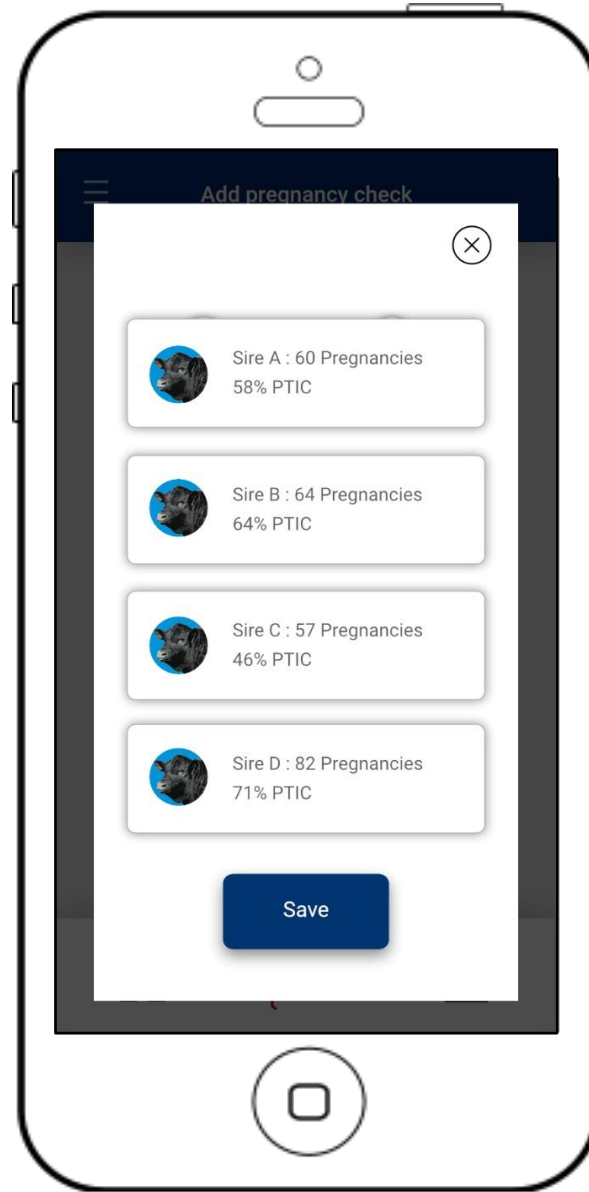 Add pregnancy check
Sire A : 60 Pregnancies
58% PTIC
Sire B : 64 Pregnancies
64% PTIC
Sire C : 57 Pregnancies
46% PTIC
Sire D : 82 Pregnancies
71% PTIC
Save